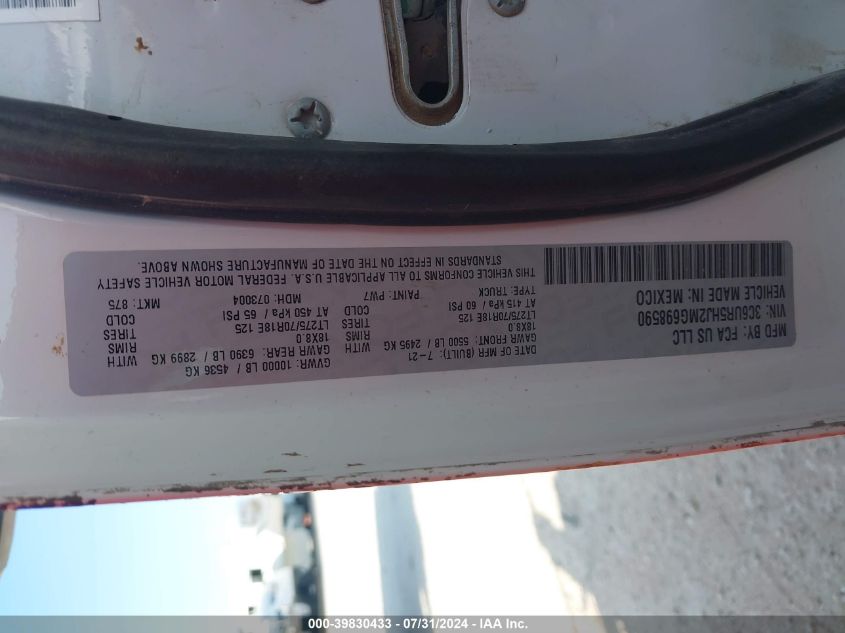 MFD BY: FCA US LLC
DATE OF MFR (BUILT): 7-21
GVWR: 10000 LB / 4536 KG
GAWR FRONT: 5500 LB / 2495 KG
GAWR REAR: 6390 LB / 2899 KG
WITH
18X8.0
RIMS
18X8.0
RIMS
LT275/70R18E 125
TIRES
LT275/70R18E 125
TIRES
AT 415 kPa / 60 PSI
COLD
AT 450 kPa / 65 PSI
COLD
VIN: 3C6UR5HJ2MG698590
TYPE: TRUCK
PAINT: PW7
MDH: 073004
MKT: 875
VEHICLE MADE IN: MEXICO
THIS VEHICLE CONFORMS TO ALL APPLICABLE U.S.A. FEDERAL MOTOR VEHICLE SAFETY
STANDARDS IN EFFECT ON THE DATE OF MANUFACTURE SHOWN ABOVE.
000-39830433 - 07/31/2024 - IAA Inc.